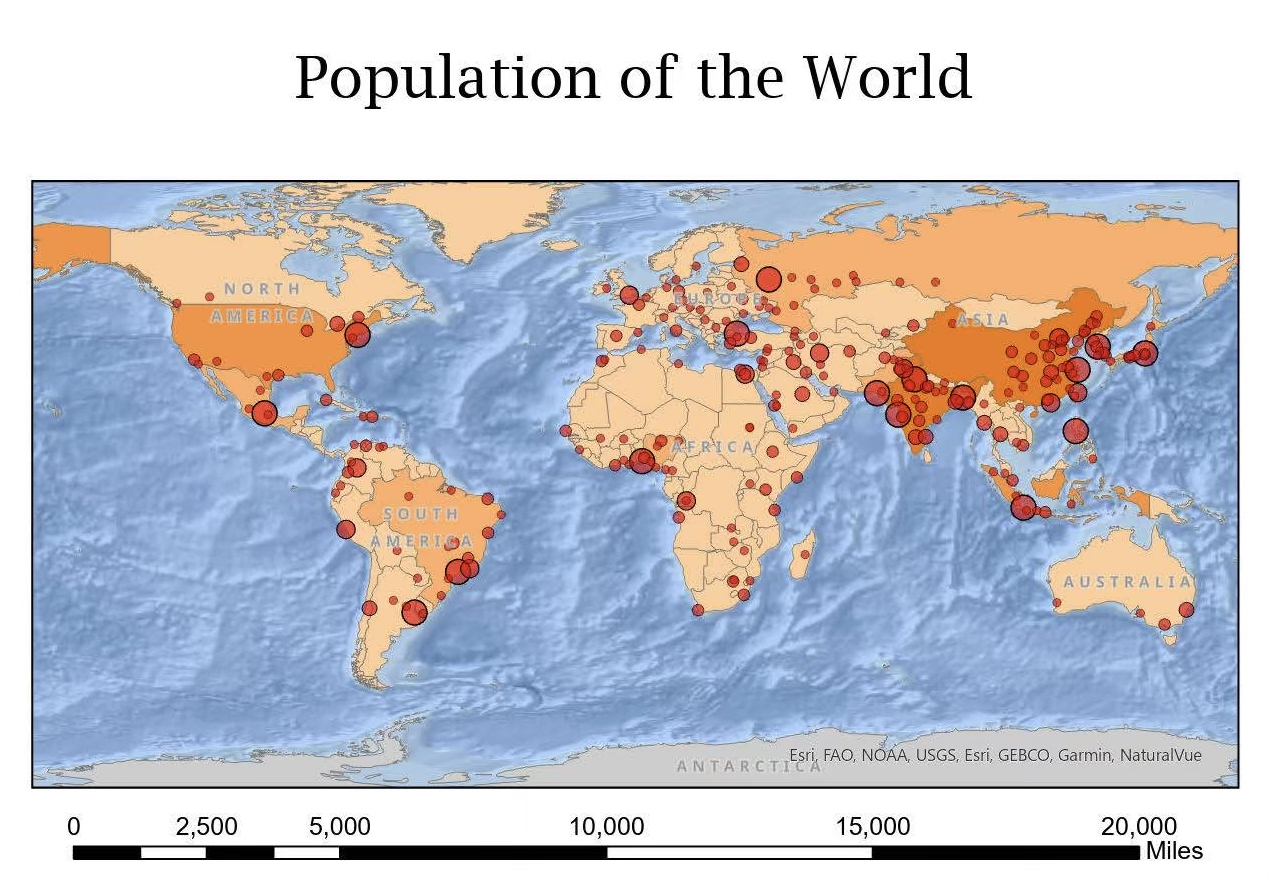 Population of the World
NORTH
AMERICA
EUROPE
ASIA
AFRICA
SOUTH
AMERICA
AUSTRALIA
Esri, FAO, NOAA, USGS, Esri, GEBCO, Garmin, NaturalVue
ANTARCTICA
0 2,500 5,000 10,000 15,000 20,000
Miles